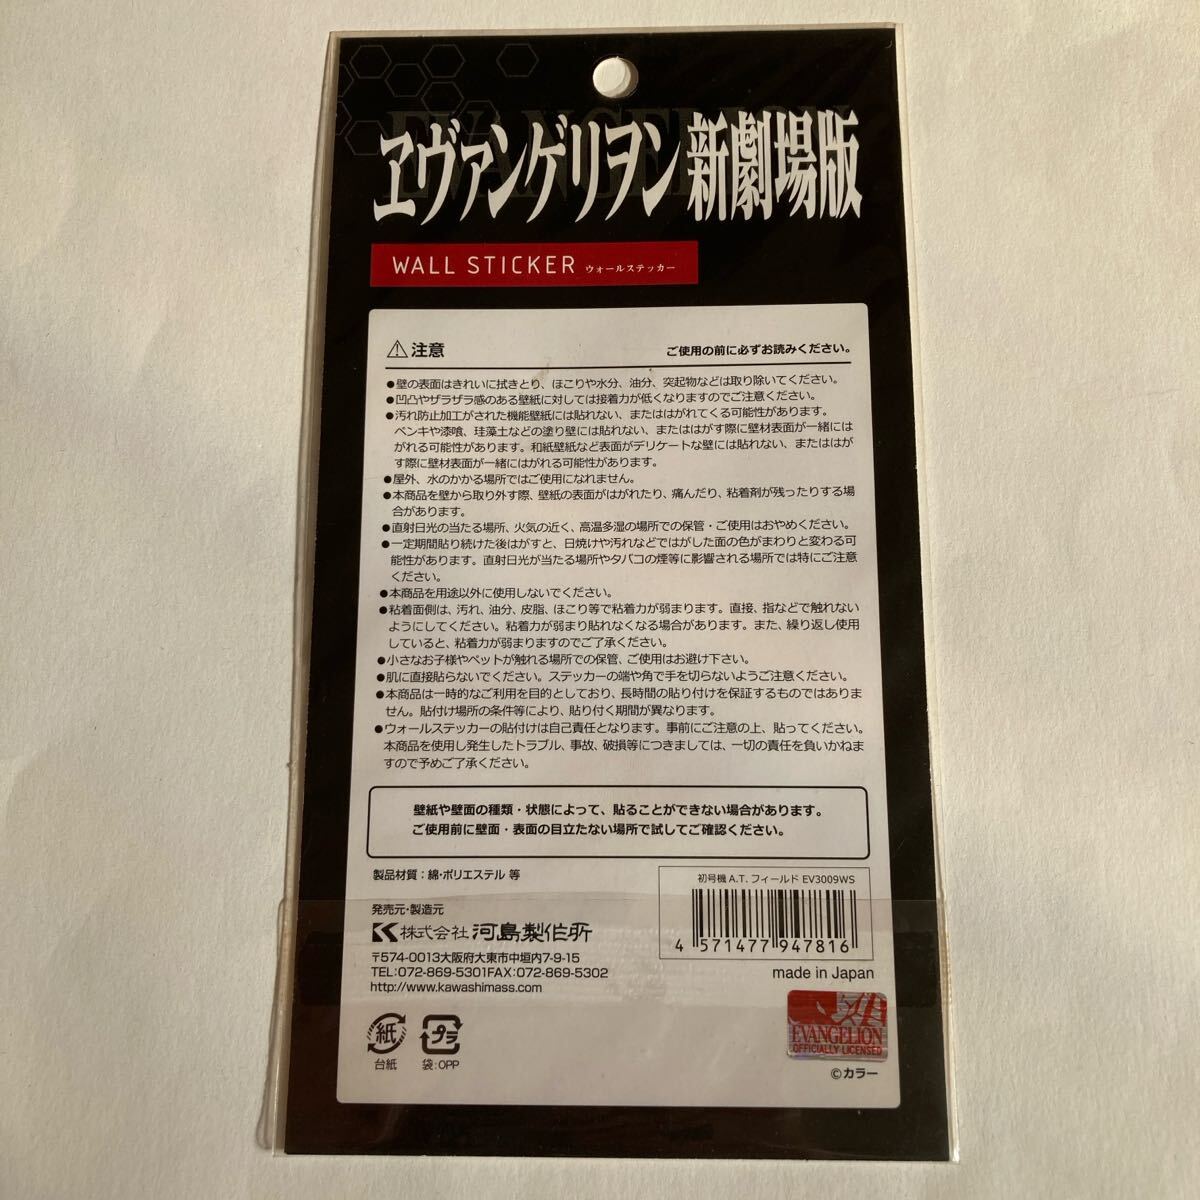 EVANGELION
ヱヴァンゲリヲン新劇場版
WALL STICKER ウォールステッカー
⚠注意 ご使用の前に必ずお読みください。
●壁の表面はきれいに拭きとり、ほこりや水分、油分、突起物などは取り除いてください。
●凹凸やザラザラ感のある壁紙に対しては接着力が低くなりますのでご注意ください。
●汚れ防止加工がされた機能壁紙には貼れない、またははがれてくる可能性があります。
ペンキや漆喰、珪藻土などの塗り壁には貼れない、またははがす際に壁材表面が一緒には
がれる可能性があります。和紙壁紙など表面がデリケートな壁には貼れない、またははが
す際に壁材表面が一緒にはがれる可能性があります。
●屋外、水のかかる場所ではご使用になれません。
●本商品を壁から取り外す際、壁紙の表面がはがれたり、痛んだり、粘着剤が残ったりする場
合があります。
●直射日光の当たる場所、火気の近く、高温多湿の場所での保管・ご使用はおやめください。
●一定期間貼り続けた後はがすと、日焼けや汚れなどではがした面の色がまわりと変わる可
能性があります。直射日光が当たる場所やタバコの煙等に影響される場所では特にご注意
ください。
●本商品を用途以外に使用しないでください。
●粘着面側は、汚れ、油分、皮脂、ほこり等で粘着力が弱まります。直接、指などで触れない
ようにしてください。粘着力が弱まり貼れなくなる場合があります。また、繰り返し使用
していると、粘着力が弱まりますのでご了承ください。
●小さなお子様やペットが触れる場所での保管、ご使用はお避け下さい。
●肌に直接貼らないでください。ステッカーの端や角で手を切らないようご注意ください。
●本商品は一時的なご利用を目的としており、長時間の貼り付けを保証するものではありま
せん。貼付け場所の条件等により、貼り付く期間が異なります。
●ウォールステッカーの貼付けは自己責任となります。事前にご注意の上、貼ってください。
本商品を使用し発生したトラブル、事故、破損等につきましては、一切の責任を負いかねま
すので予めご了承ください。
壁紙や壁面の種類・状態によって、貼ることができない場合があります。
ご使用前に壁面・表面の目立たない場所で試してご確認ください。
製品材質：綿・ポリエステル 等
初号機 A.T. フィールド EV3009WS
4 571477 947816
made in Japan
発売元・製造元
株式会社 河島製作所
〒574-0013大阪府大東市中垣内7-9-15
TEL:072-869-5301FAX:072-869-5302
http://www.kawashimass.com
紙
台紙
プラ
袋：OPP
EVANGELION
OFFICIALLY LICENSED
©カラー